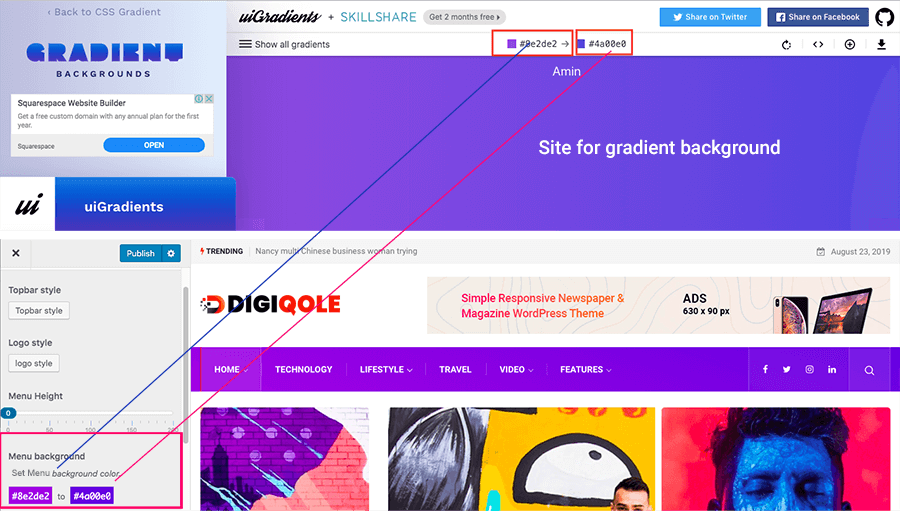 ‹ Back to CSS Gradient
GRADIENT
BACKGROUNDS
Squarespace Website Builder
Get a free custom domain with any annual plan for the first
year.
Squarespace
OPEN
ui
uiGradients
uiGradients + SKILLSHARE
Get 2 months free
Share on Twitter
Share on Facebook
Show all gradients
#8e2de2 → #4a00e0
Amin
Site for gradient background
Publish
Topbar style
Topbar style
Logo style
logo style
Menu Height
0
0 50 100 150 200
Menu background
Set Menu background color.
#8e2de2 to #4a00e0
TRENDING
Nancy multi Chinese business woman trying
August 23, 2019
DIGIQOLE
Simple Responsive Newspaper &
Magazine WordPress Theme
ADS
630 x 90 px
HOME TECHNOLOGY LIFESTYLE TRAVEL VIDEO FEATURES